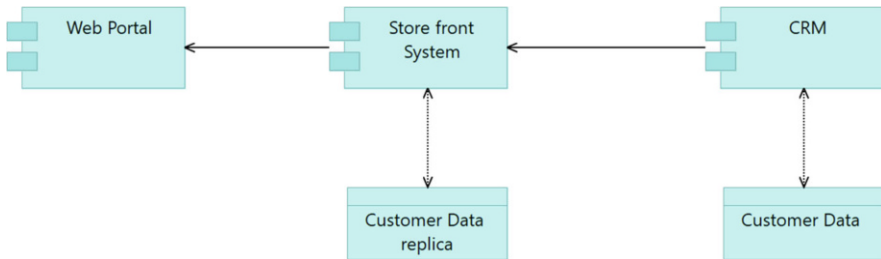 Web Portal
Store front
System
CRM
Customer Data
replica
Customer Data